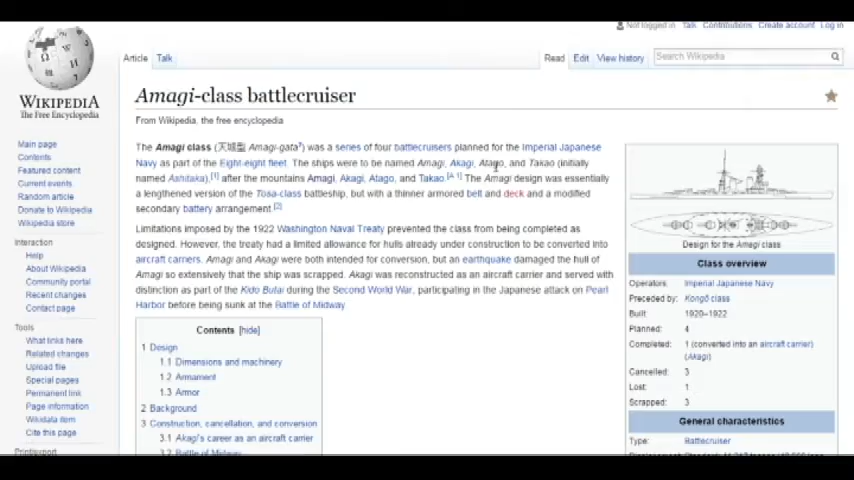 Not logged in Talk Contributions Create account Log in
Article Talk
Read Edit View history Search Wikipedia
WIKIPEDIA
The Free Encyclopedia
Main page
Contents
Featured content
Current events
Random article
Donate to Wikipedia
Wikipedia store
Interaction
Help
About Wikipedia
Community portal
Recent changes
Contact page
Tools
What links here
Related changes
Upload file
Special pages
Permanent link
Page information
Wikidata item
Cite this page
Print/export
Amagi-class battlecruiser
From Wikipedia, the free encyclopedia
The Amagi class (天城型 Amagi-gata?) was a series of four battlecruisers planned for the Imperial Japanese
Navy as part of the Eight-eight fleet. The ships were to be named Amagi, Akagi, Atago, and Takao (initially
named Ashitaka),[1] after the mountains Amagi, Akagi, Atago, and Takao.[A 1] The Amagi design was essentially
a lengthened version of the Tosa-class battleship, but with a thinner armored belt and deck and a modified
secondary battery arrangement.[2]
Limitations imposed by the 1922 Washington Naval Treaty prevented the class from being completed as
designed. However, the treaty had a limited allowance for hulls already under construction to be converted into
aircraft carriers. Amagi and Akagi were both intended for conversion, but an earthquake damaged the hull of
Amagi so extensively that the ship was scrapped. Akagi was reconstructed as an aircraft carrier and served with
distinction as part of the Kido Butai during the Second World War, participating in the Japanese attack on Pearl
Harbor before being sunk at the Battle of Midway.
Contents [hide]
1 Design
1.1 Dimensions and machinery
1.2 Armament
1.3 Armor
2 Background
3 Construction, cancellation, and conversion
3.1 Akagi's career as an aircraft carrier
3.2 Battle of Midway
Design for the Amagi class
Class overview
Operators: Imperial Japanese Navy
Preceded by: Kongō class
Built: 1920–1922
Planned: 4
Completed: 1 (converted into an aircraft carrier)
(Akagi)
Cancelled: 3
Lost: 1
Scrapped: 3
General characteristics
Type: Battlecruiser